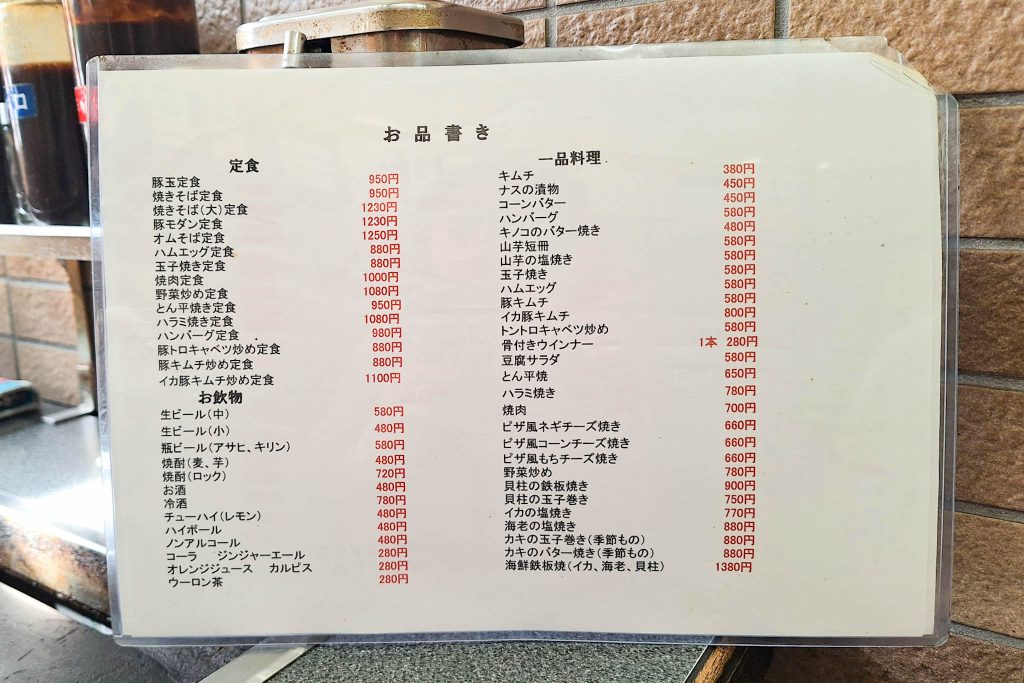 お品書き
定食
豚玉定食 950円
焼きそば定食 950円
焼きそば(大)定食 1230円
豚モダン定食 1230円
オムそば定食 1250円
ハムエッグ定食 880円
玉子焼き定食 880円
焼肉定食 1000円
野菜炒め定食 1080円
とん平焼き定食 950円
ハラミ焼き定食 1080円
ハンバーグ定食 980円
豚トロキャベツ炒め定食 880円
豚キムチ炒め定食 880円
イカ豚キムチ炒め定食 1100円
お飲物
生ビール(中) 580円
生ビール(小) 480円
瓶ビール(アサヒ、キリン) 580円
焼酎(麦、芋) 480円
焼酎(ロック) 720円
お酒 480円
冷酒 780円
チューハイ(レモン) 480円
ハイボール 480円
ノンアルコール 480円
コーラ ジンジャーエール 280円
オレンジジュース カルピス 280円
ウーロン茶 280円
一品料理
キムチ 380円
ナスの漬物 450円
コーンバター 450円
ハンバーグ 580円
キノコのバター焼き 480円
山芋短冊 580円
山芋の塩焼き 580円
玉子焼き 580円
ハムエッグ 580円
豚キムチ 580円
イカ豚キムチ 800円
トントロキャベツ炒め 580円
骨付きウインナー 1本 280円
豆腐サラダ 580円
とん平焼 650円
ハラミ焼き 780円
焼肉 700円
ピザ風ネギチーズ焼き 660円
ピザ風コーンチーズ焼き 660円
ピザ風もちチーズ焼き 660円
野菜炒め 780円
貝柱の鉄板焼き 900円
貝柱の玉子巻き 750円
イカの塩焼き 770円
海老の塩焼き 880円
カキの玉子巻き(季節もの) 880円
カキのバター焼き(季節もの) 880円
海鮮鉄板焼(イカ、海老、貝柱) 1380円